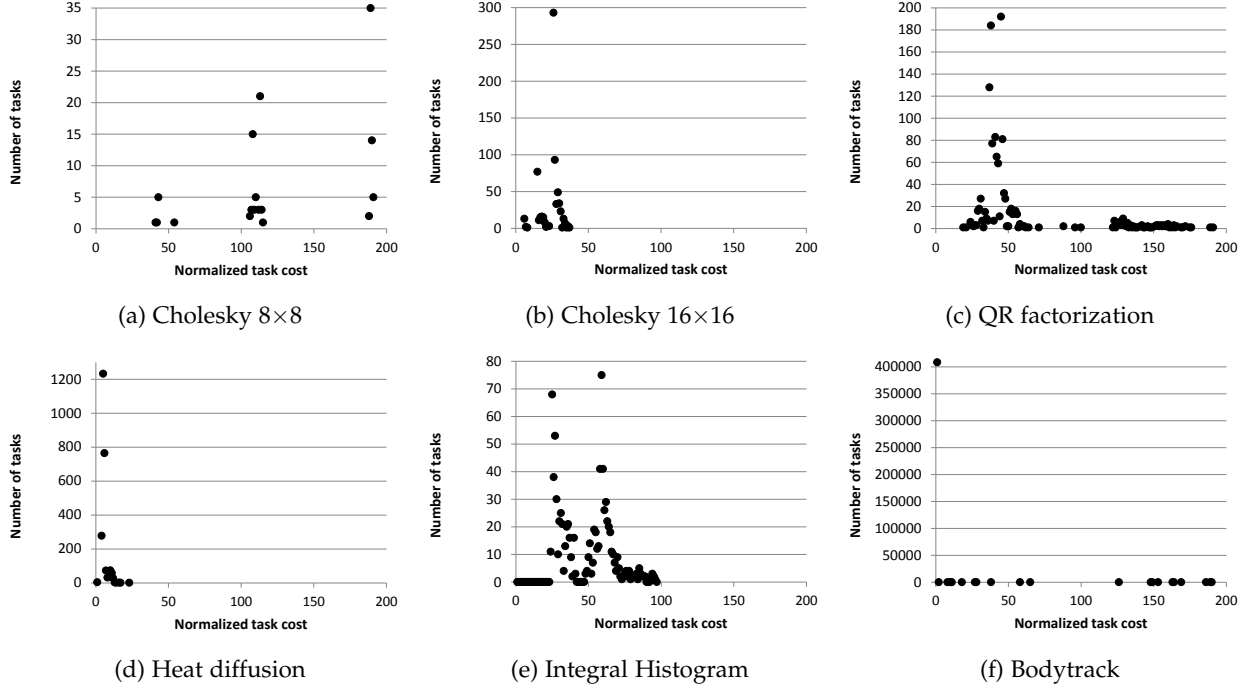 35
30
25
20
15
10
5
0
Number of tasks
0 50 100 150 200
Normalized task cost
(a) Cholesky 8×8
300
250
200
150
100
50
0
Number of tasks
0 50 100 150 200
Normalized task cost
(b) Cholesky 16×16
200
180
160
140
120
100
80
60
40
20
0
Number of tasks
0 50 100 150 200
Normalized task cost
(c) QR factorization
1200
1000
800
600
400
200
0
Number of tasks
0 50 100 150 200
Normalized task cost
(d) Heat diffusion
80
70
60
50
40
30
20
10
0
Number of tasks
0 50 100 150 200
Normalized task cost
(e) Integral Histogram
400000
350000
300000
250000
200000
150000
100000
50000
0
Number of tasks
0 50 100 150 200
Normalized task cost
(f) Bodytrack